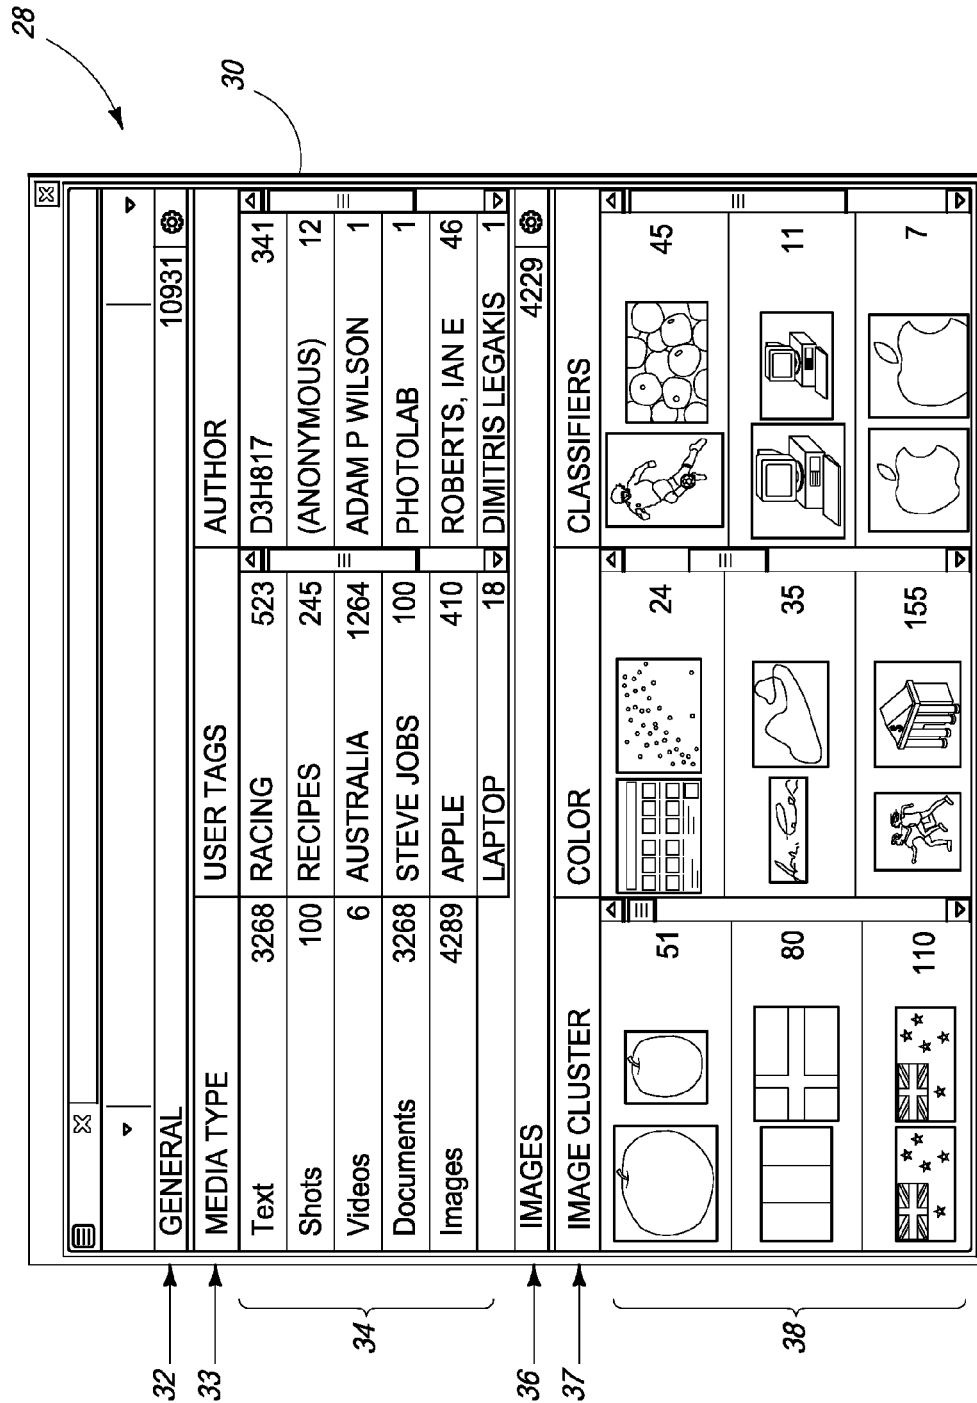 28
30
32
GENERAL 10931
33
MEDIA TYPE USER TAGS AUTHOR
34
Text 3268 RACING 523 D3H817 341
Shots 100 RECIPES 245 (ANONYMOUS) 12
Videos 6 AUSTRALIA 1264 ADAM P WILSON 1
Documents 3268 STEVE JOBS 100 PHOTOLAB 1
Images 4289 APPLE 410 ROBERTS, IAN E 46
LAPTOP 18 DIMITRIS LEGAKIS 1
36
IMAGES 4229
37
IMAGE CLUSTER COLOR CLASSIFIERS
38
51 24 45
80 35 11
110 155 7